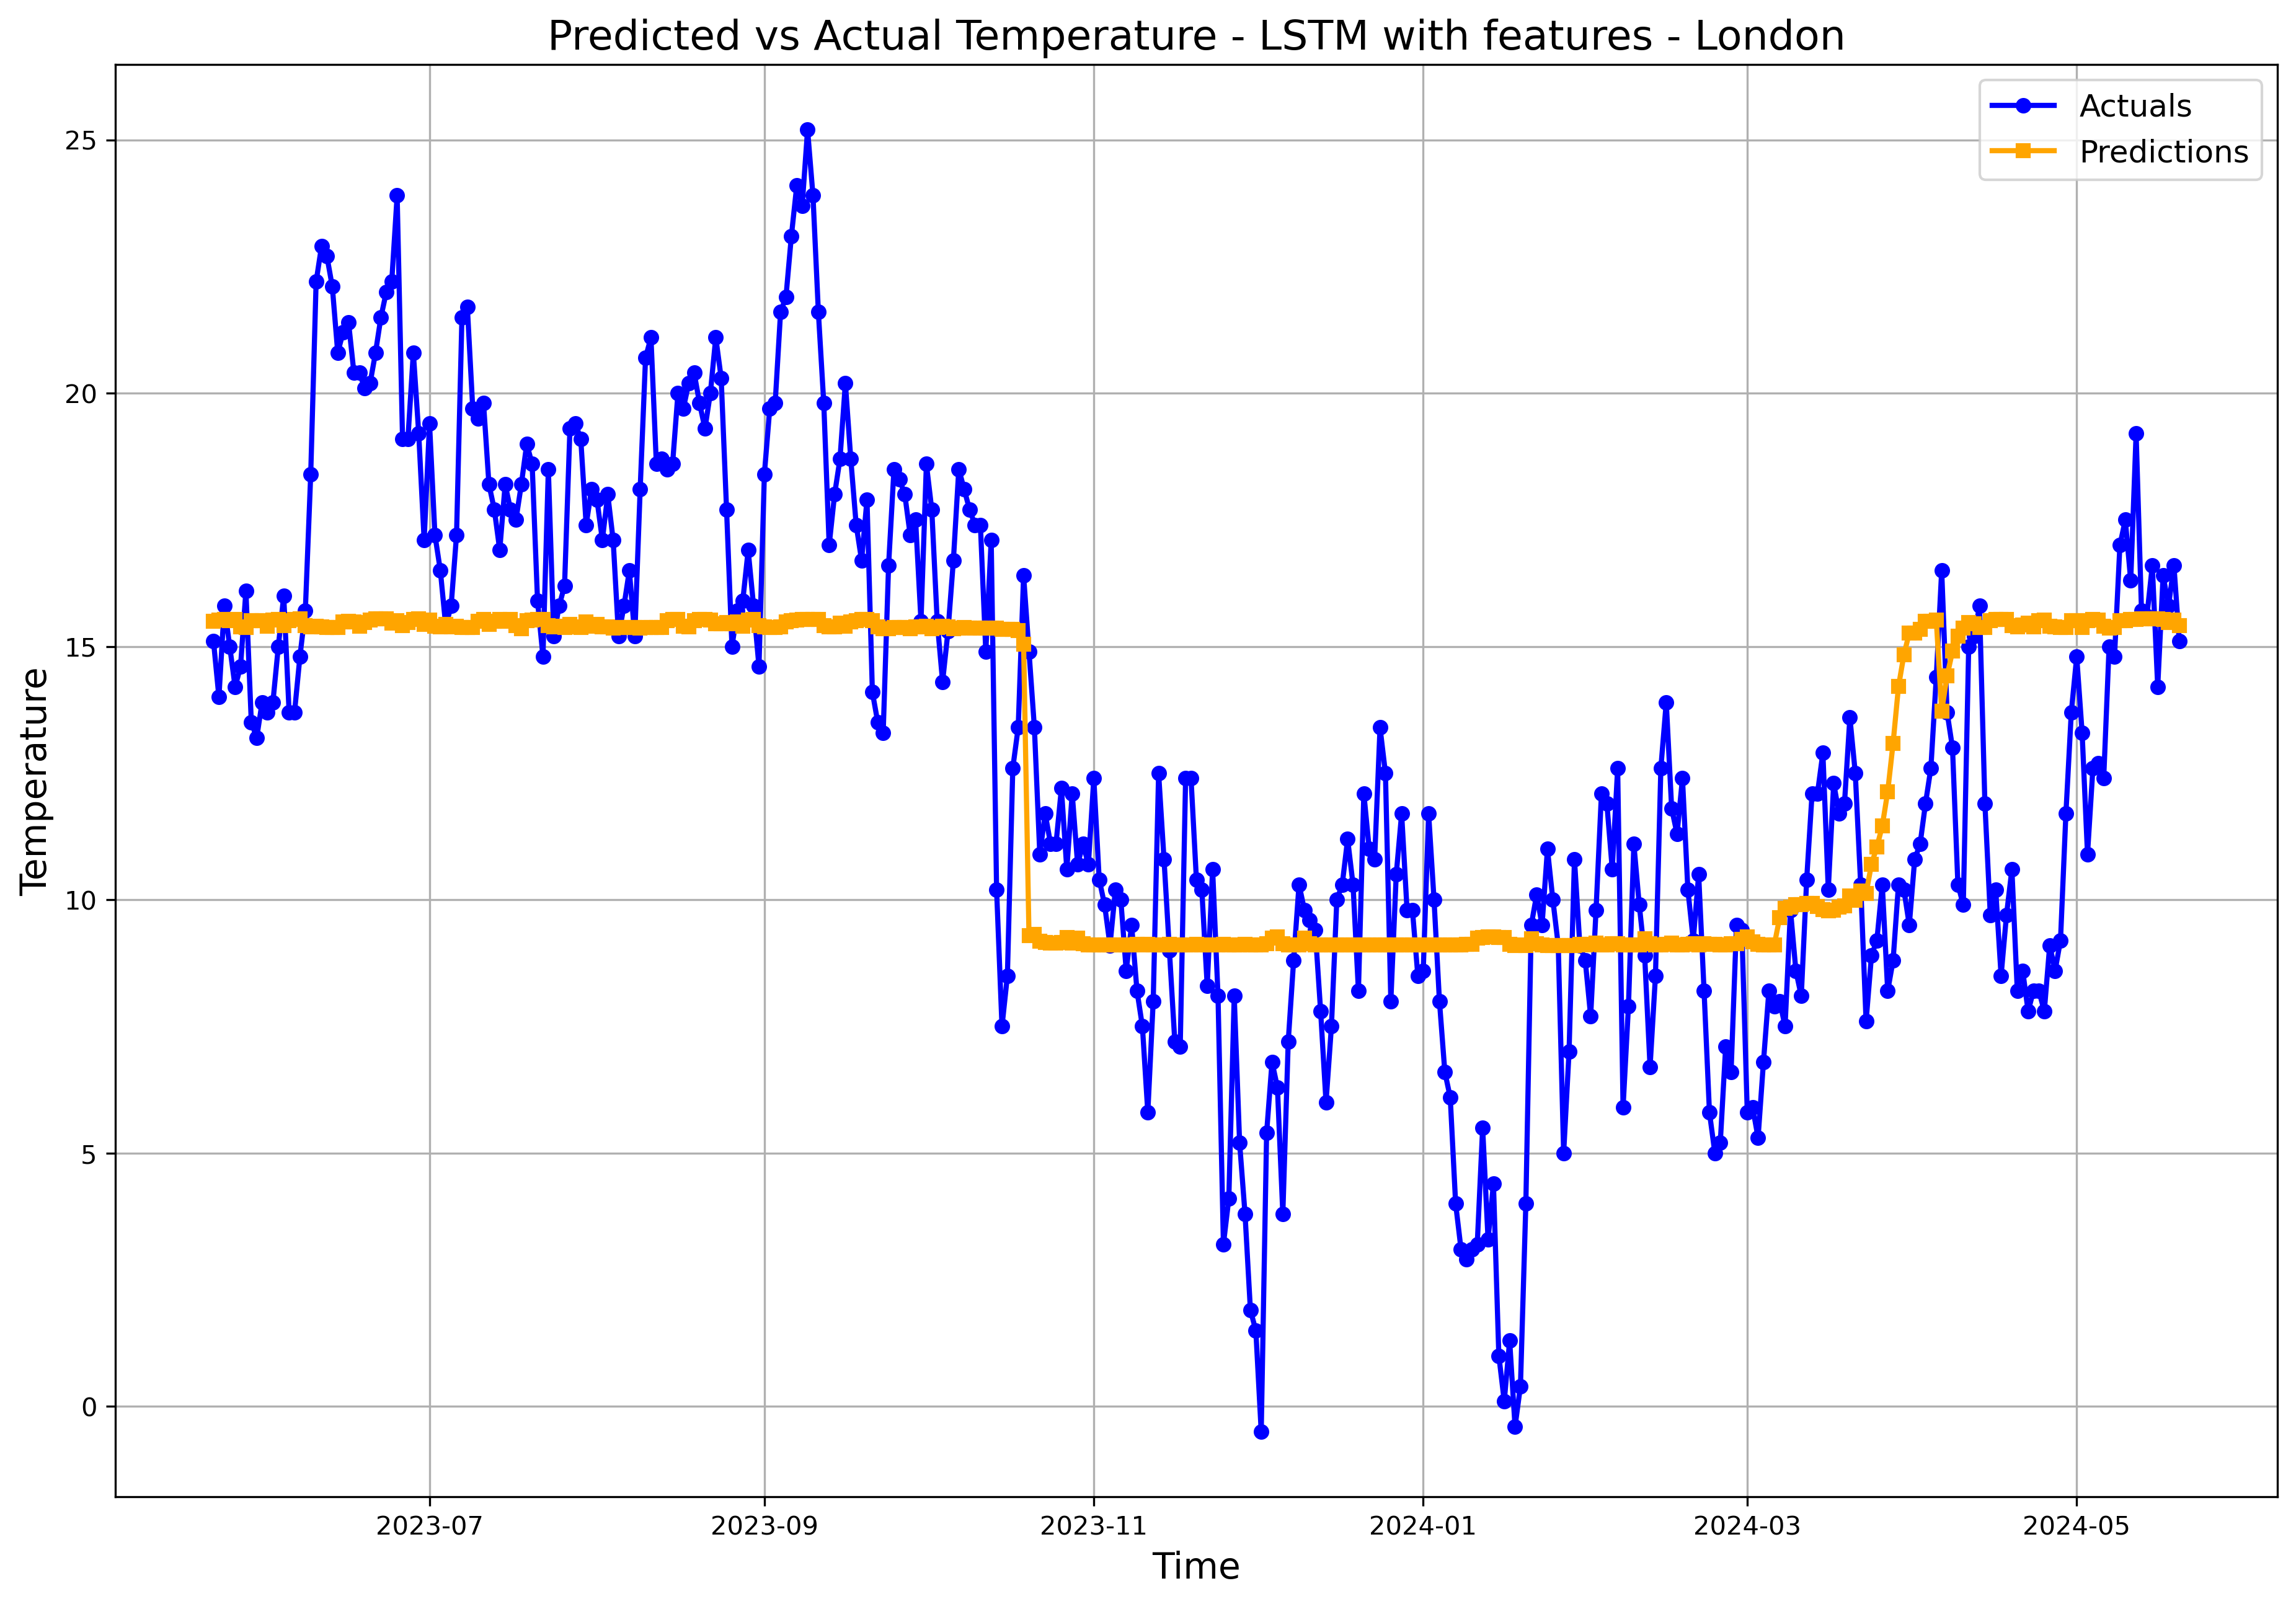 Predicted vs Actual Temperature - LSTM with features - London
Actuals
Predictions
25
20
15
10
5
0
Temperature
2023-07
2023-09
2023-11
2024-01
2024-03
2024-05
Time